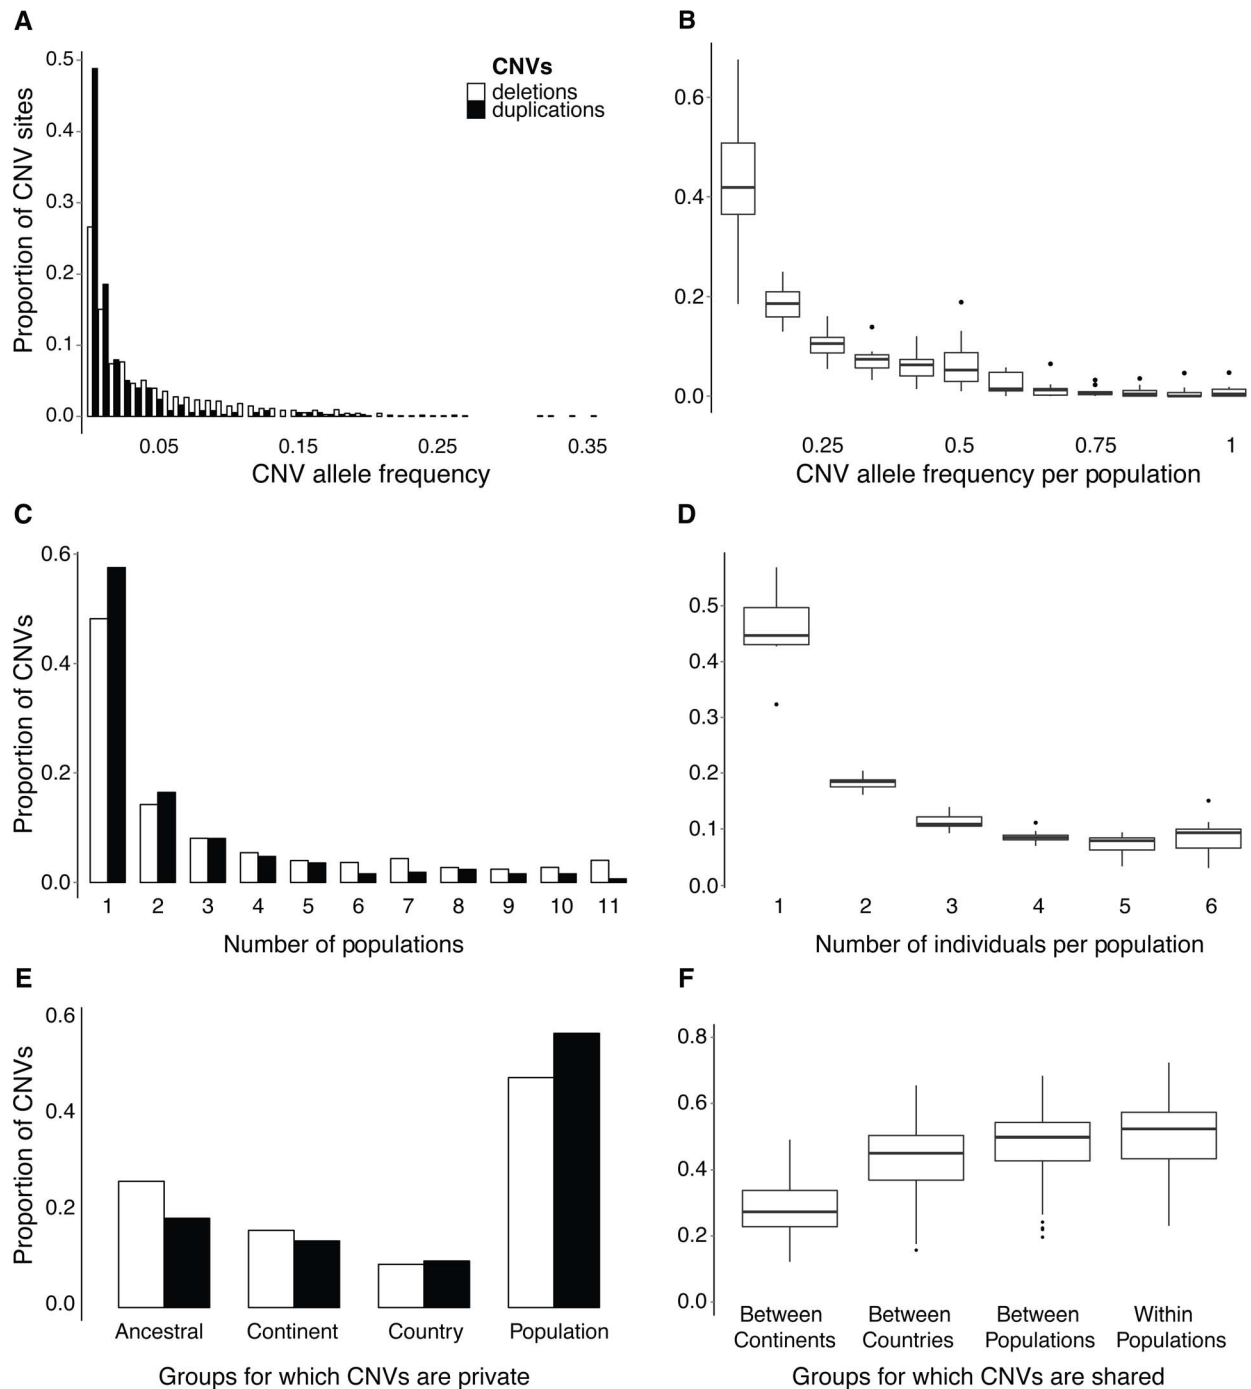 A
0.5
0.4
0.3
0.2
0.1
0.0
Proportion of CNV sites
CNVs
deletions
duplications
0.05 0.15 0.25 0.35
CNV allele frequency
B
0.6
0.4
0.2
0.0
0.25 0.5 0.75 1
CNV allele frequency per population
C
0.6
0.4
0.2
0.0
Proportion of CNVs
1 2 3 4 5 6 7 8 9 10 11
Number of populations
D
0.5
0.4
0.3
0.2
0.1
0.0
1 2 3 4 5 6
Number of individuals per population
E
0.6
0.4
0.2
0.0
Proportion of CNVs
Ancestral Continent Country Population
Groups for which CNVs are private
F
0.8
0.6
0.4
0.2
0.0
Between Between Between Within
Continents Countries Populations Populations
Groups for which CNVs are shared